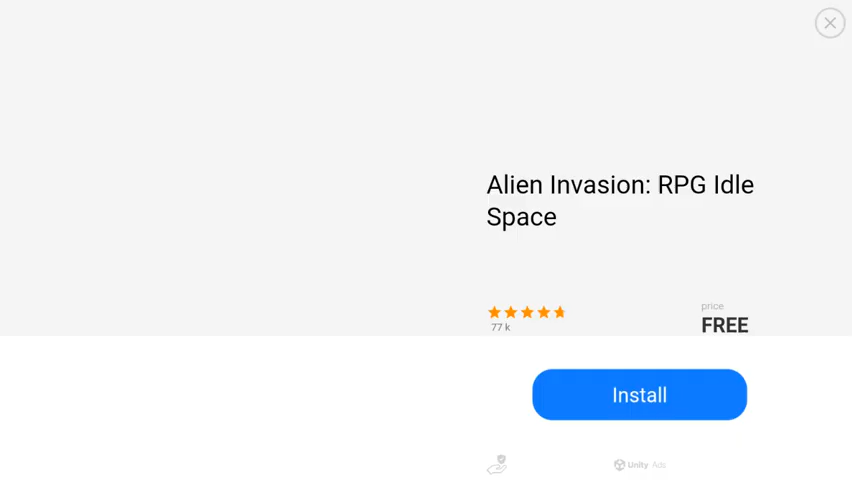 Alien Invasion: RPG Idle
Space
price
FREE
77 k
Install
Unity Ads